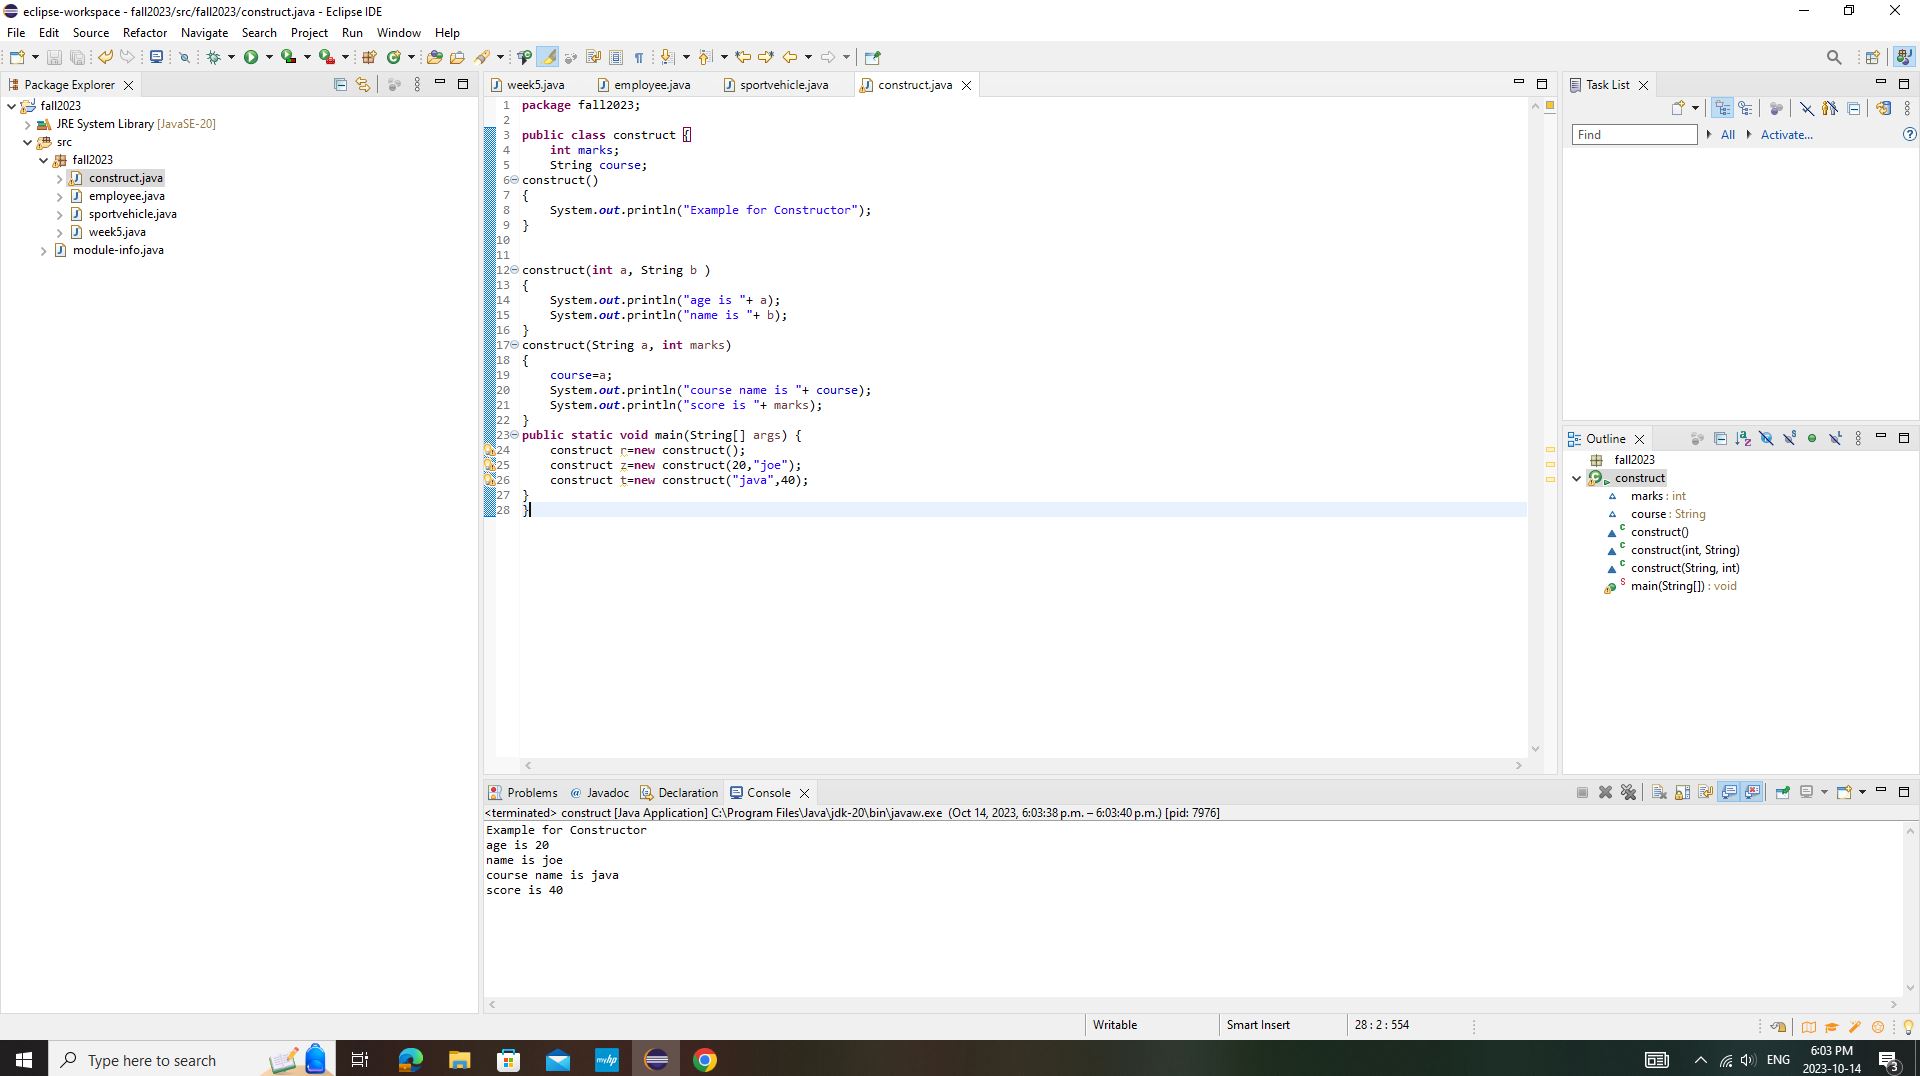 eclipse-workspace - fall2023/src/fall2023/construct.java - Eclipse IDE
File Edit Source Refactor Navigate Search Project Run Window Help
Package Explorer
fall2023
JRE System Library [JavaSE-20]
src
fall2023
construct.java
employee.java
sportvehicle.java
week5.java
module-info.java
week5.java employee.java sportvehicle.java construct.java
1 package fall2023;
2
3 public class construct {
4 int marks;
5 String course;
6 construct()
7 {
8 System.out.println("Example for Constructor");
9 }
10
11
12 construct(int a, String b )
13 {
14 System.out.println("age is "+ a);
15 System.out.println("name is "+ b);
16 }
17 construct(String a, int marks)
18 {
19 course=a;
20 System.out.println("course name is "+ course);
21 System.out.println("score is "+ marks);
22 }
23 public static void main(String[] args) {
24 construct r=new construct();
25 construct z=new construct(20,"joe");
26 construct t=new construct("java",40);
27 }
28 }
Task List
Find All Activate...
Outline
fall2023
construct
marks : int
course : String
construct()
construct(int, String)
construct(String, int)
main(String[]) : void
Problems Javadoc Declaration Console
<terminated> construct [Java Application] C:\Program Files\Java\jdk-20\bin\javaw.exe (Oct 14, 2023, 6:03:38 p.m. – 6:03:40 p.m.) [pid: 7976]
Example for Constructor
age is 20
name is joe
course name is java
score is 40
Writable Smart Insert 28 : 2 : 554
Type here to search
myhp
ENG
6:03 PM
2023-10-14
3